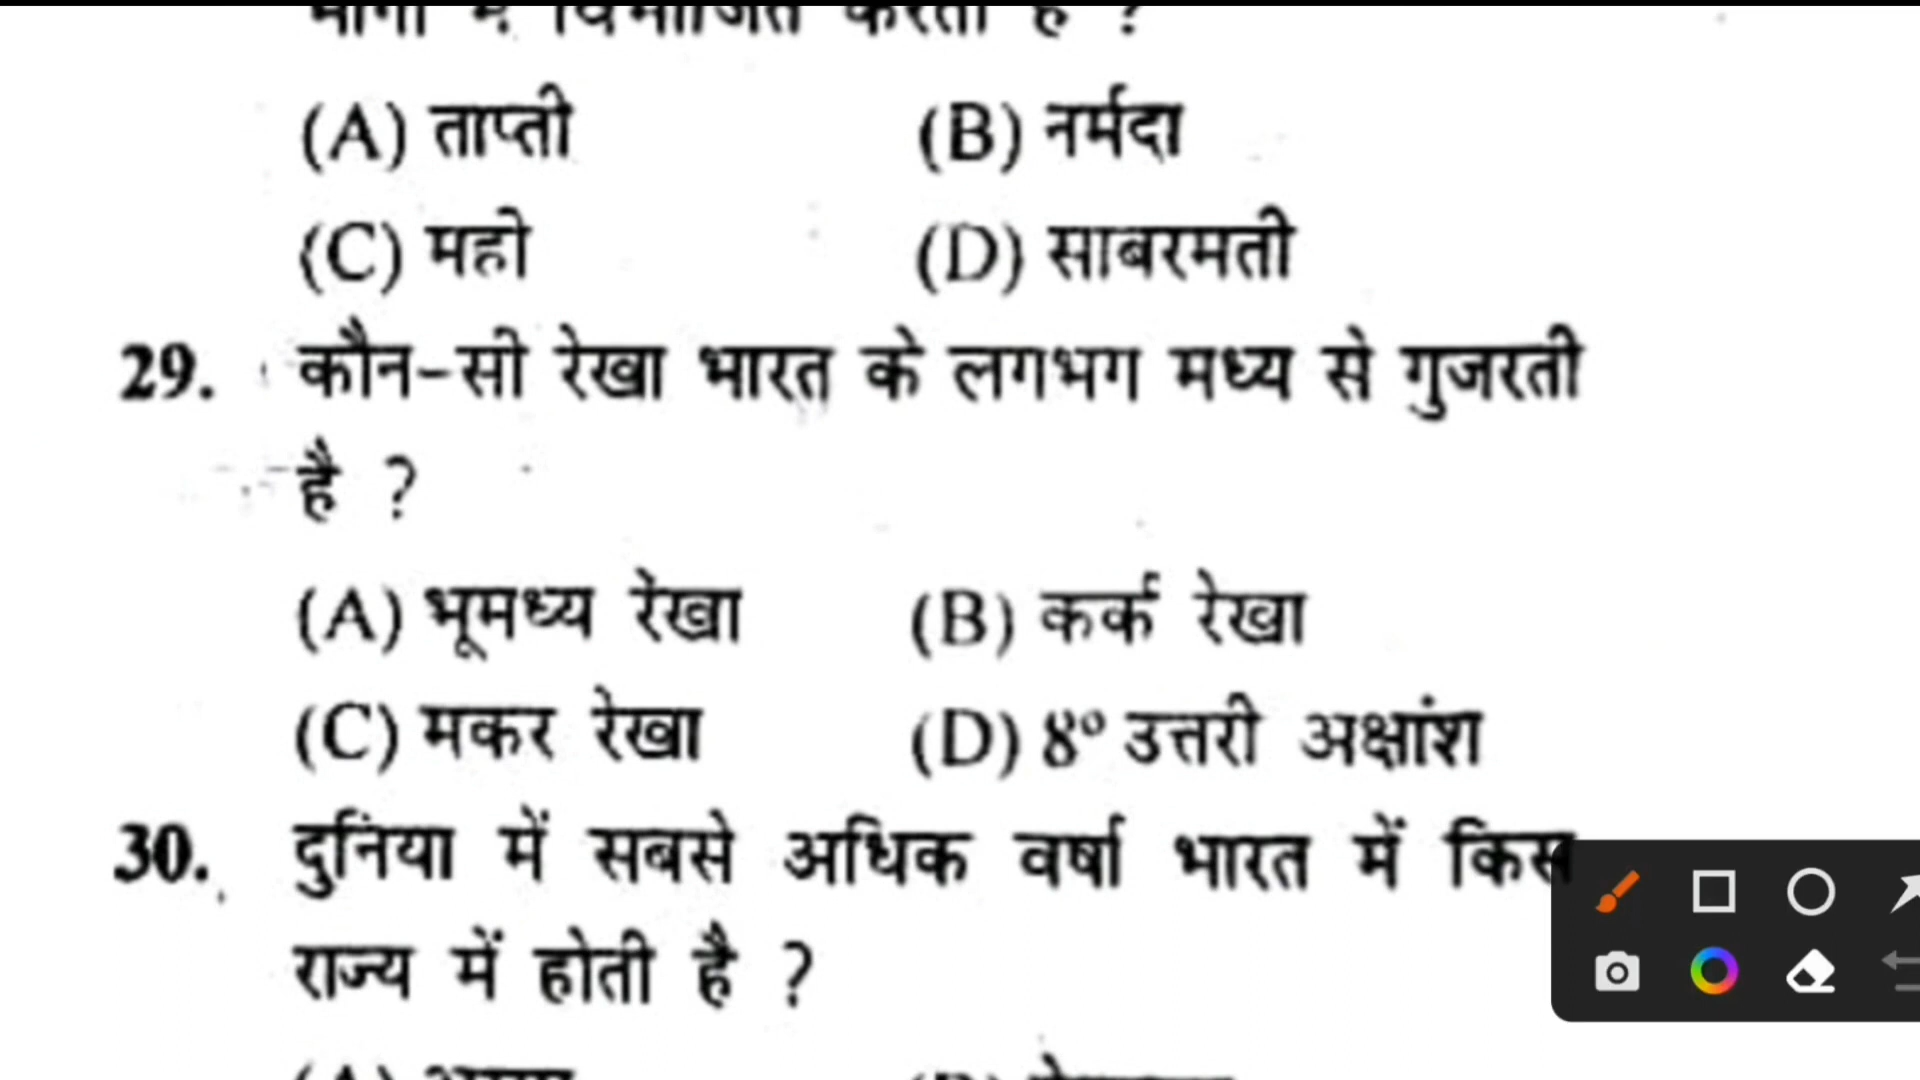 में विभाजित करती है ?
(A) ताप्ती (B) नर्मदा
(C) मही (D) साबरमती
29. कौन-सी रेखा भारत के लगभग मध्य से गुजरती
है ?
(A) भूमध्य रेखा (B) कर्क रेखा
(C) मकर रेखा (D) 8° उत्तरी अक्षांश
30. दुनिया में सबसे अधिक वर्षा भारत में किस
राज्य में होती है ?